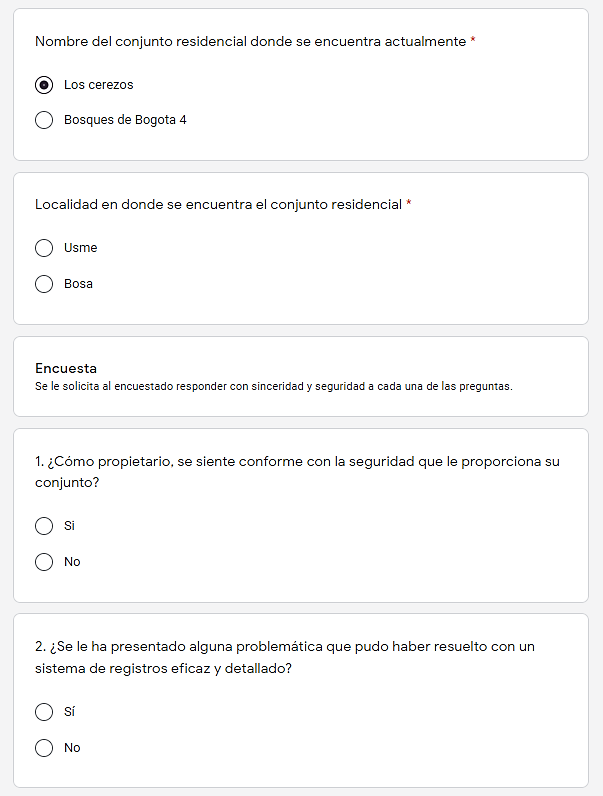 Nombre del conjunto residencial donde se encuentra actualmente *
Los cerezos
Bosques de Bogota 4
Localidad en donde se encuentra el conjunto residencial *
Usme
Bosa
Encuesta
Se le solicita al encuestado responder con sinceridad y seguridad a cada una de las preguntas.
1. ¿Cómo propietario, se siente conforme con la seguridad que le proporciona su
conjunto?
Si
No
2. ¿Se le ha presentado alguna problemática que pudo haber resuelto con un
sistema de registros eficaz y detallado?
Sí
No